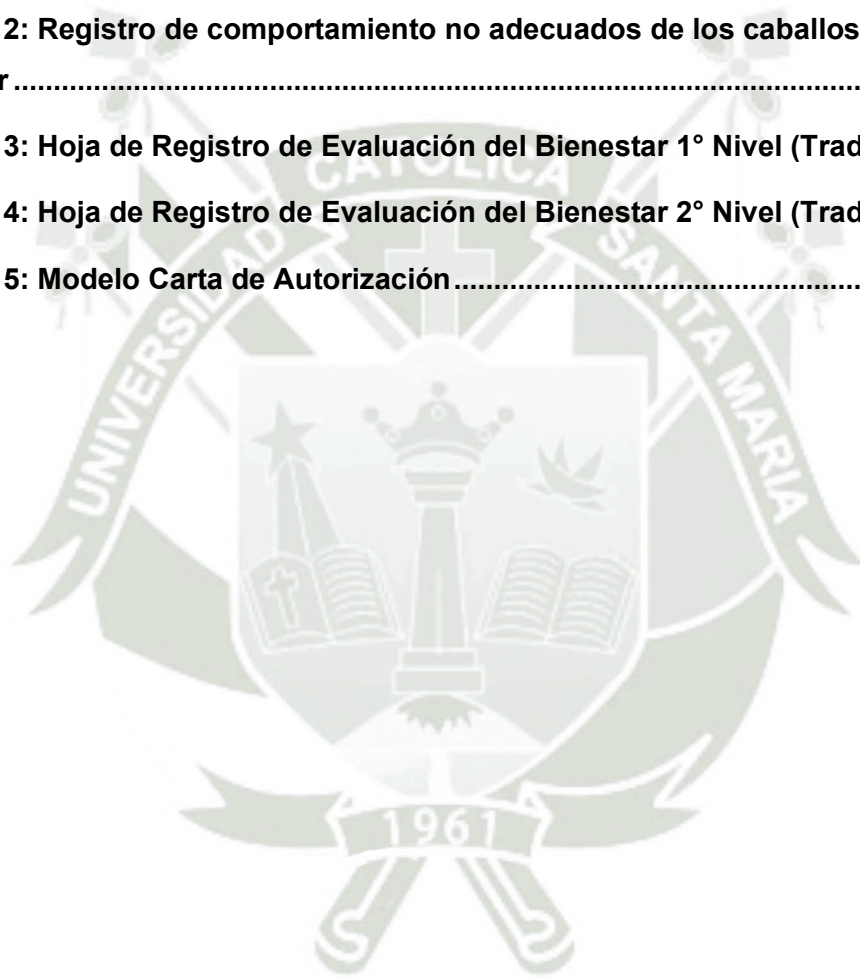 2: Registro de comportamiento no adecuados de los caballos
r................................................................................................................
3: Hoja de Registro de Evaluación del Bienestar 1° Nivel (Trad
4: Hoja de Registro de Evaluación del Bienestar 2° Nivel (Trad
5: Modelo Carta de Autorización....................................................
UNIVERSIDAD CATÓLICA SANTA MARIA
1961